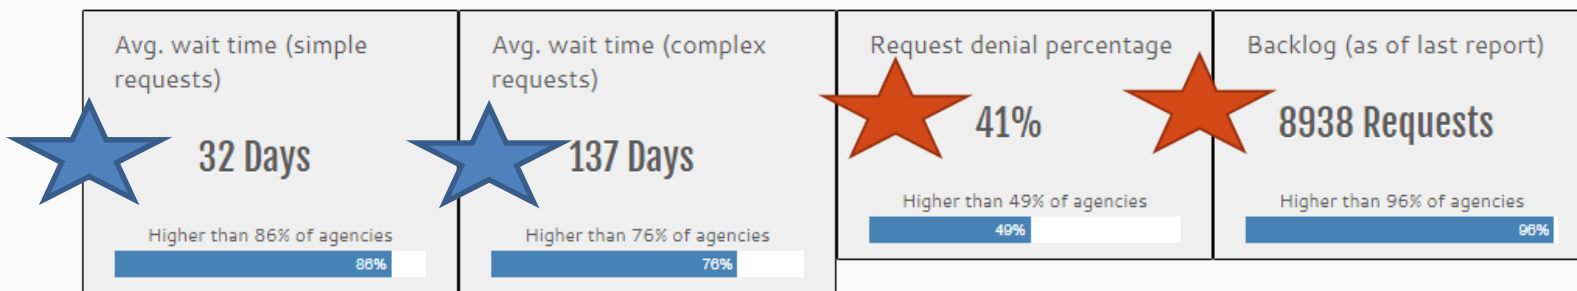 Avg. wait time (simple
requests)
32 Days
Higher than 86% of agencies
86%
Avg. wait time (complex
requests)
137 Days
Higher than 76% of agencies
76%
Request denial percentage
41%
Higher than 49% of agencies
49%
Backlog (as of last report)
8938 Requests
Higher than 96% of agencies
96%